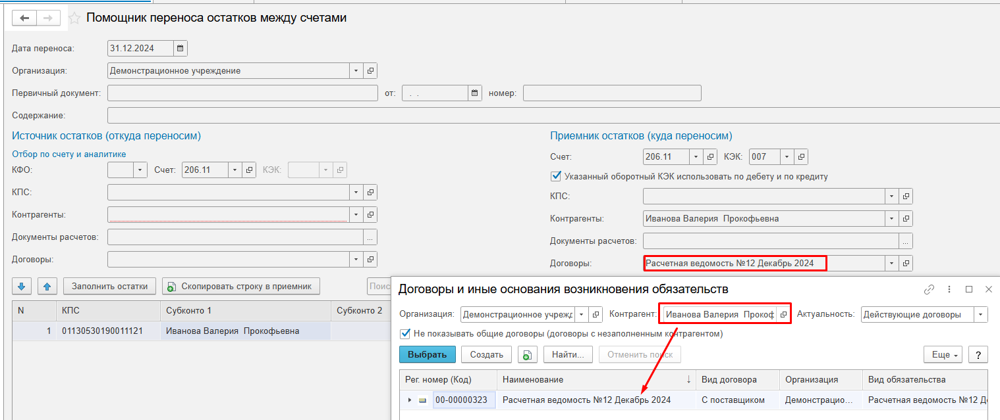 Помощник переноса остатков между счетами
Дата переноса: 31.12.2024
Организация: Демонстрационное учреждение
Первичный документ: от: . . номер:
Содержание:
Источник остатков (откуда переносим)
Отбор по счету и аналитике
КФО: Счет: 206.11 КЭК:
КПС:
Контрагенты:
Документы расчетов: ...
Договоры:
Приемник остатков (куда переносим)
Счет: 206.11 КЭК: 007
Указанный оборотный КЭК использовать по дебету и по кредиту
КПС:
Контрагенты: Иванова Валерия Прокофьевна
Документы расчетов: ...
Договоры: Расчетная ведомость №12 Декабрь 2024
Заполнить остатки Скопировать строку в приемник Поис
N КПС Субконто 1 Субконто 2
1 01130530190011121 Иванова Валерия Прокофьевна
Договоры и иные основания возникновения обязательств
Организация: Демонстрационное учрежд Контрагент: Иванова Валерия Прокоф Актуальность: Действующие договоры
Не показывать общие договоры (договоры с незаполненным контрагентом)
Выбрать Создать Найти... Отменить поиск Еще ?
Рег. номер (Код) Наименование Вид договора Организация Вид обязательства
00-00000323 Расчетная ведомость №12 Декабрь 2024 С поставщиком Демонстрацио... Расчетная ведомость №12 Д